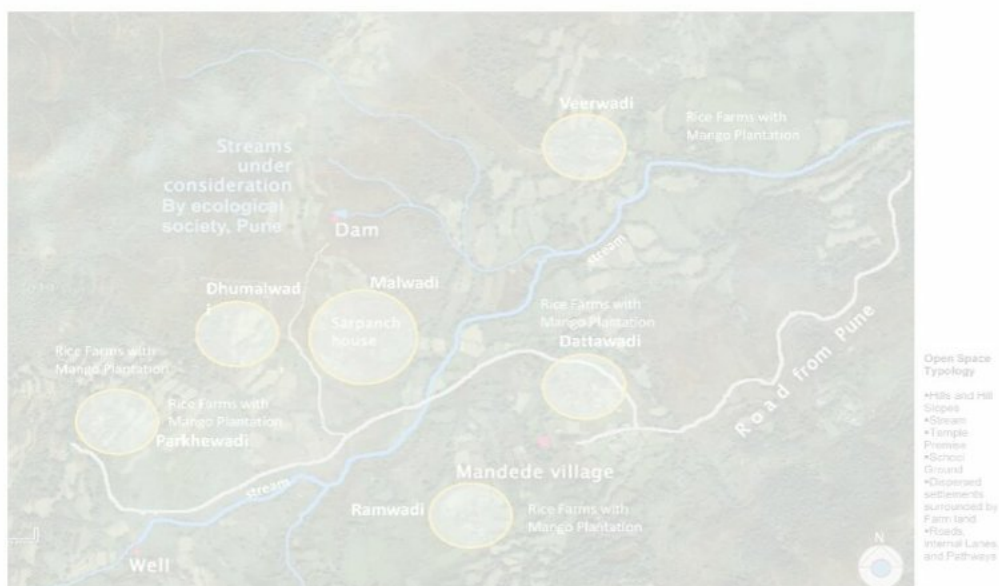 Veerwadi
Rice Farms with
Mango Plantation
Streams
under
consideration
By ecological
society, Pune
Dam
stream
Dhumalwad
i
Malwadi
Sarpanch
house
Rice Farms with
Mango Plantation
Dattawadi
Road from Pune
Rice Farms with
Mango Plantation
Rice Farms with
Mango Plantation
Parkhewadi
Mandede village
stream
Ramwadi
Rice Farms with
Mango Plantation
Well
N
Open Space
Typology
•Hills and Hill
Slopes
•Stream
•Temple
Premise
•School
Ground
•Dispersed
settlements
surrounded by
Farm land
•Roads,
Internal Lanes,
and Pathways